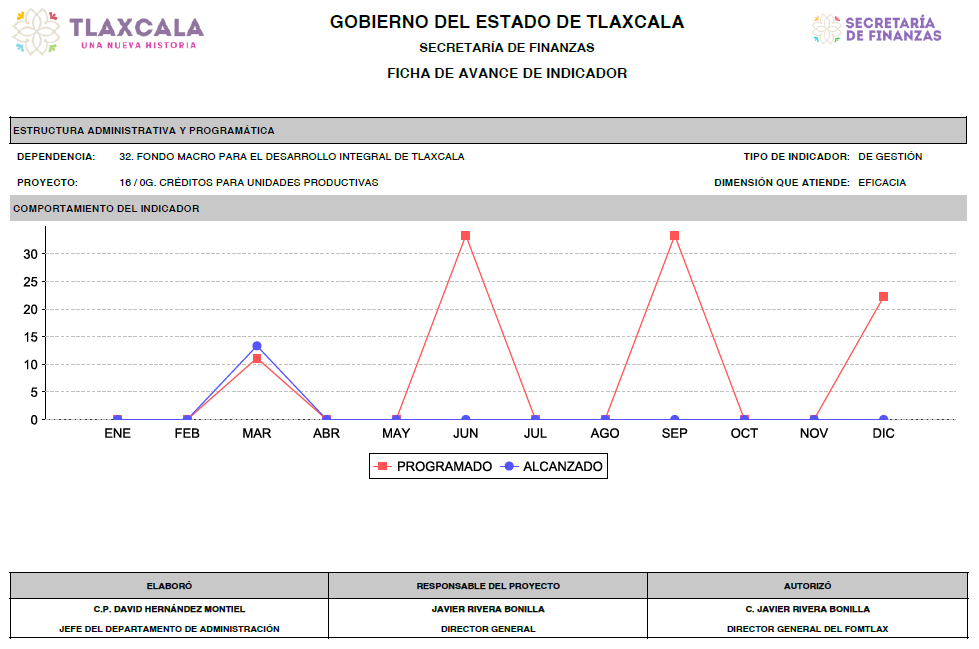 TLAXCALA
UNA NUEVA HISTORIA
GOBIERNO DEL ESTADO DE TLAXCALA
SECRETARÍA DE FINANZAS
FICHA DE AVANCE DE INDICADOR
SECRETARÍA
DE FINANZAS
ESTRUCTURA ADMINISTRATIVA Y PROGRAMÁTICA
DEPENDENCIA: 32. FONDO MACRO PARA EL DESARROLLO INTEGRAL DE TLAXCALA TIPO DE INDICADOR: DE GESTIÓN
PROYECTO: 16 / 0G. CRÉDITOS PARA UNIDADES PRODUCTIVAS DIMENSIÓN QUE ATIENDE: EFICACIA
COMPORTAMIENTO DEL INDICADOR
30
25
20
15
10
5
0
ENE FEB MAR ABR MAY JUN JUL AGO SEP OCT NOV DIC
PROGRAMADO ALCANZADO
ELABORÓ RESPONSABLE DEL PROYECTO AUTORIZÓ
C.P. DAVID HERNÁNDEZ MONTIEL JAVIER RIVERA BONILLA C. JAVIER RIVERA BONILLA
JEFE DEL DEPARTAMENTO DE ADMINISTRACIÓN DIRECTOR GENERAL DIRECTOR GENERAL DEL FOMTLAX